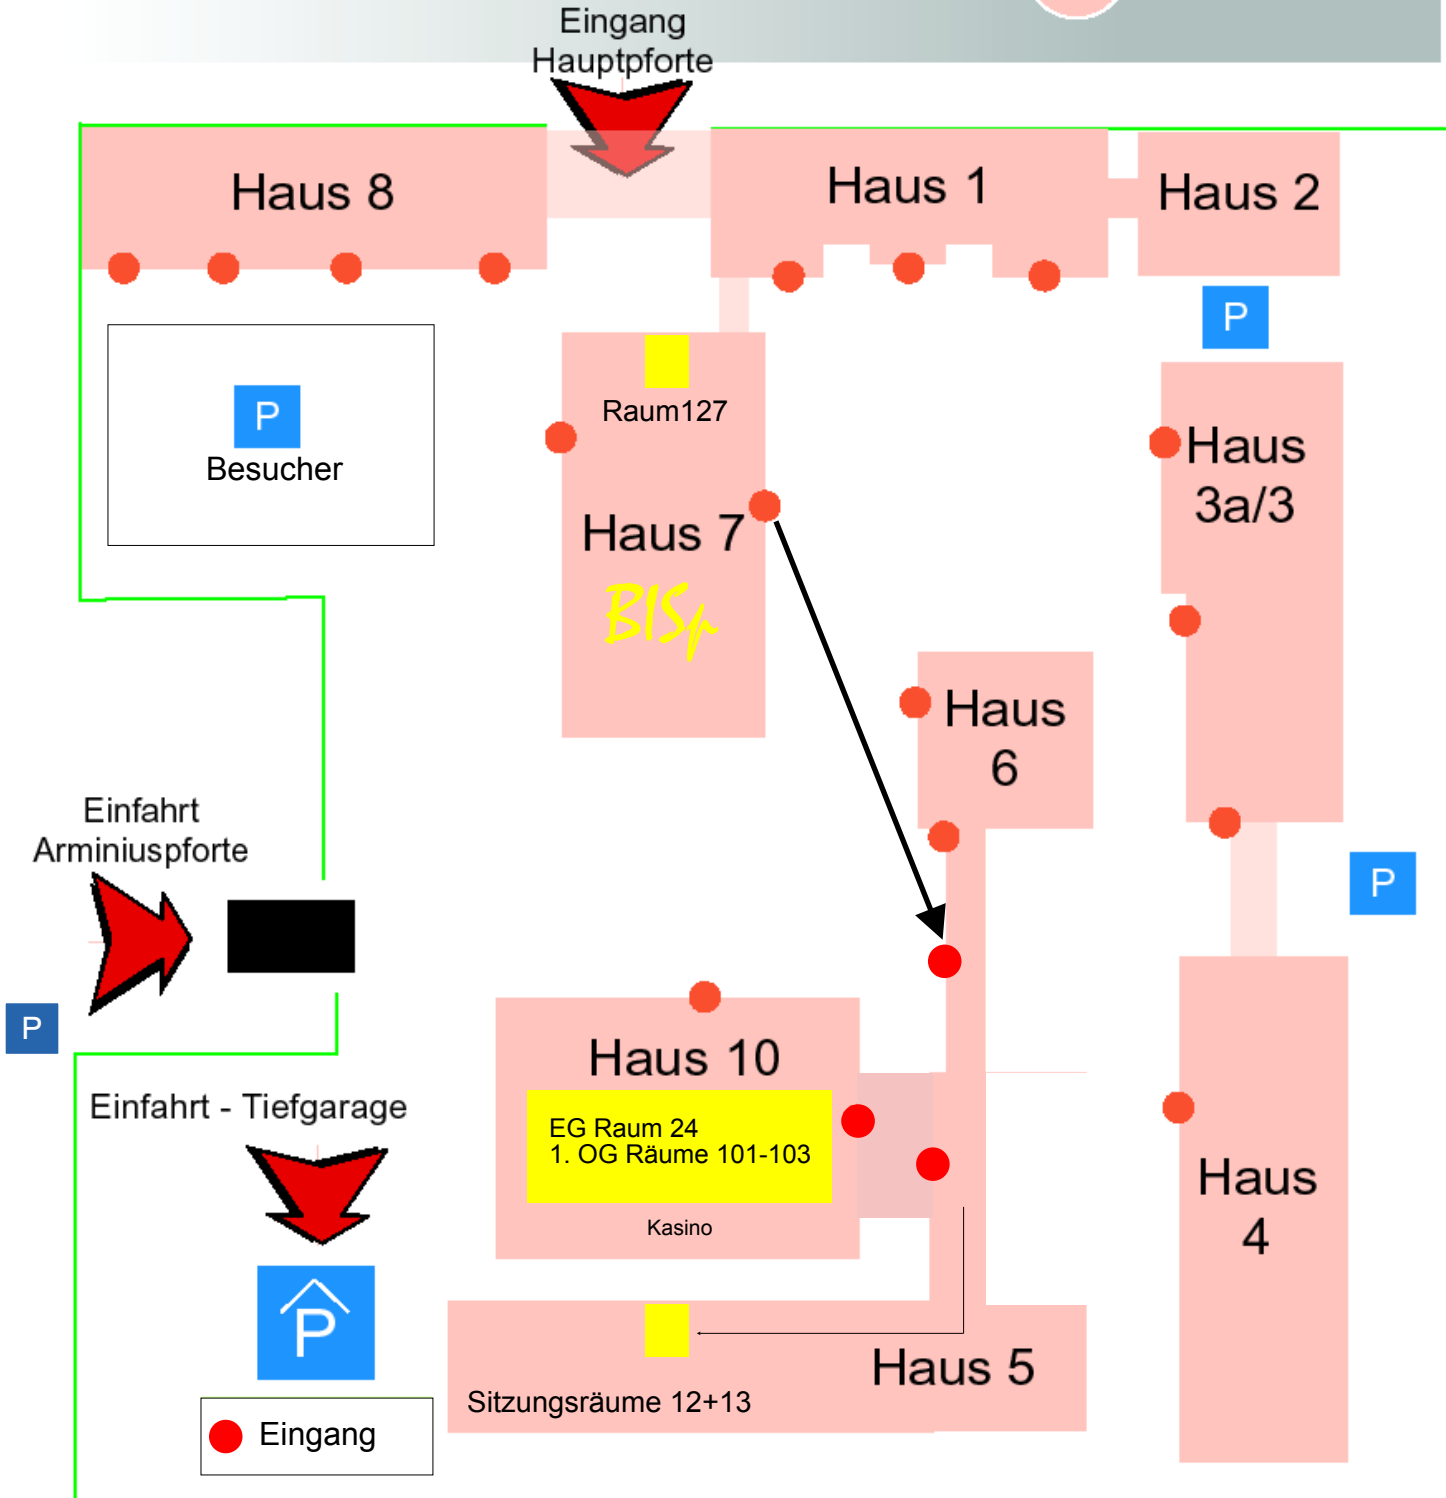 Eingang
Hauptpforte
Haus 8
Haus 1
Haus 2
P
P
Besucher
Raum127
Haus 7
BISp
Haus
3a/3
Haus
6
Einfahrt
Arminiuspforte
P
P
Haus 10
EG Raum 24
1. OG Räume 101-103
Kasino
Einfahrt - Tiefgarage
P
Haus
4
Haus 5
Sitzungsräume 12+13
Eingang